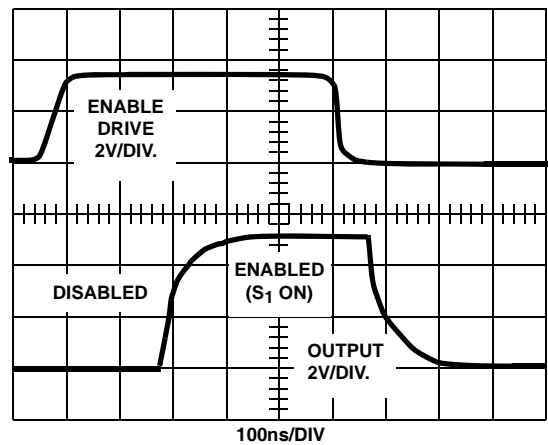 ENABLE
DRIVE
2V/DIV.
DISABLED
ENABLED
(S1 ON)
OUTPUT
2V/DIV.
100ns/DIV